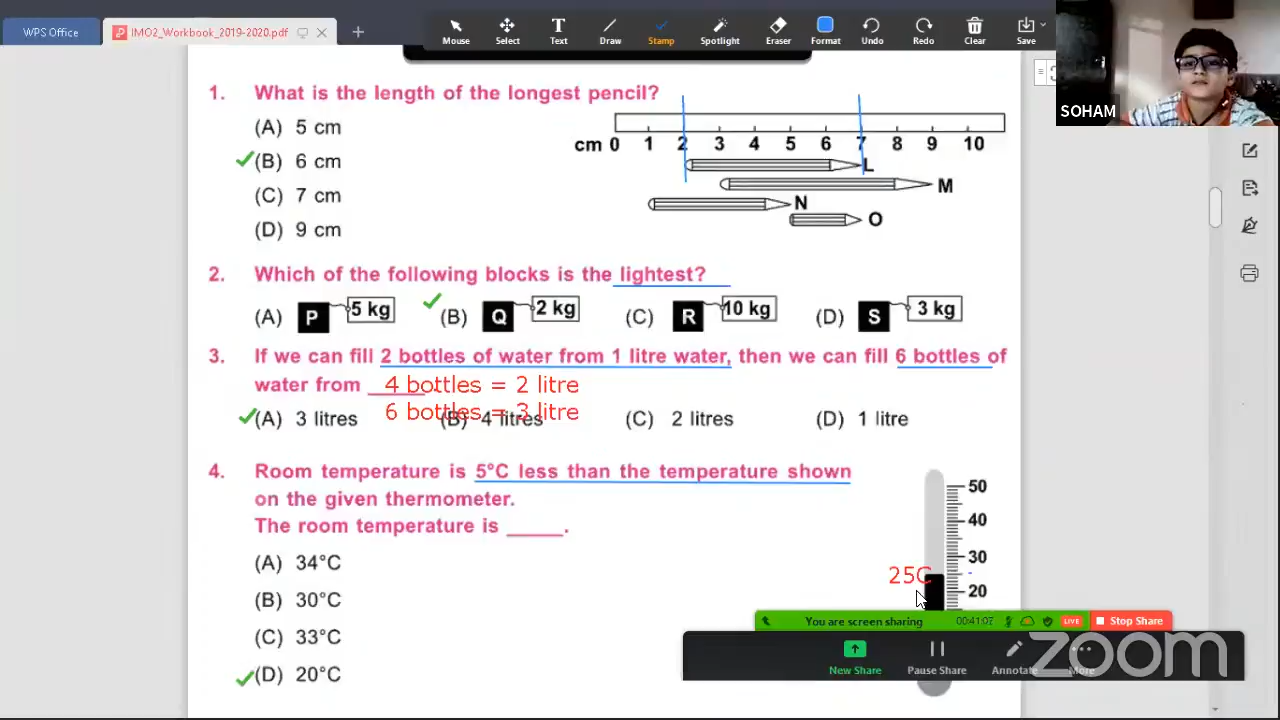 WPS Office
IMO2_Workbook_2019-2020.pdf
Mouse Select Text Draw Stamp Spotlight Eraser Format Undo Redo Clear Save
SOHAM
1. What is the length of the longest pencil?
(A) 5 cm
(B) 6 cm
(C) 7 cm
(D) 9 cm
cm 0 1 2 3 4 5 6 7 8 9 10
L
M
N
O
2. Which of the following blocks is the lightest?
(A) P 5 kg (B) Q 2 kg (C) R 10 kg (D) S 3 kg
3. If we can fill 2 bottles of water from 1 litre water, then we can fill 6 bottles of
water from ______.
4 bottles = 2 litre
6 bottles = 3 litre
(A) 3 litres (B) 4 litres (C) 2 litres (D) 1 litre
4. Room temperature is 5°C less than the temperature shown
on the given thermometer.
The room temperature is _____.
(A) 34°C
(B) 30°C
(C) 33°C
(D) 20°C
50
40
30
25C
20
You are screen sharing 00:41:07 LIVE Stop Share
New Share Pause Share Annotate More
zoom